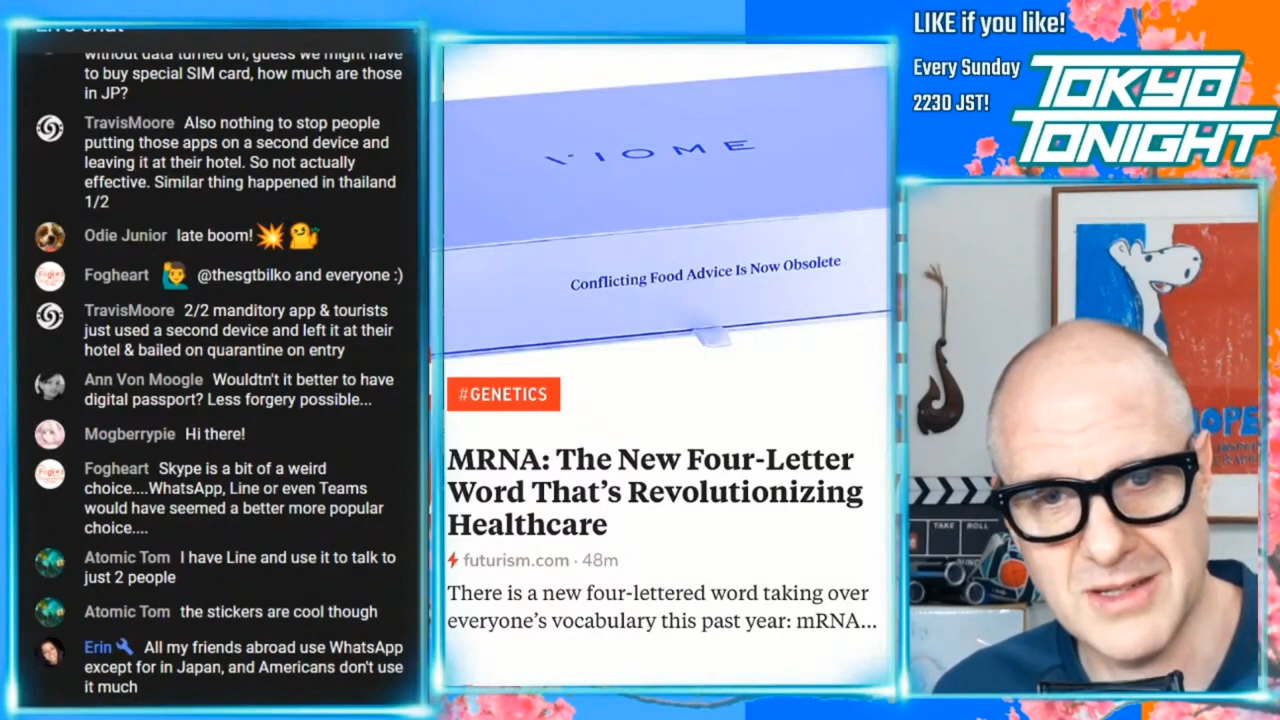 Live chat
without data turned on, guess we might have
to buy special SIM card, how much are those
in JP?
TravisMoore Also nothing to stop people
putting those apps on a second device and
leaving it at their hotel. So not actually
effective. Similar thing happened in thailand
1/2
Odie Junior late boom!
Fogheart @thesgtbilko and everyone :)
TravisMoore 2/2 manditory app & tourists
just used a second device and left it at their
hotel & bailed on quarantine on entry
Ann Von Moogle Wouldtn't it better to have
digital passport? Less forgery possible...
Mogberrypie Hi there!
Fogheart Skype is a bit of a weird
choice....WhatsApp, Line or even Teams
would have seemed a better more popular
choice....
Atomic Tom I have Line and use it to talk to
just 2 people
Atomic Tom the stickers are cool though
Erin All my friends abroad use WhatsApp
except for in Japan, and Americans don't use
it much
VIOME
Conflicting Food Advice Is Now Obsolete
#GENETICS
MRNA: The New Four-Letter
Word That's Revolutionizing
Healthcare
futurism.com · 48m
There is a new four-lettered word taking over
everyone's vocabulary this past year: mRNA...
LIKE if you like!
Every Sunday
2230 JST!
TOKYO
TONIGHT
HOPE
TAKE ROLL